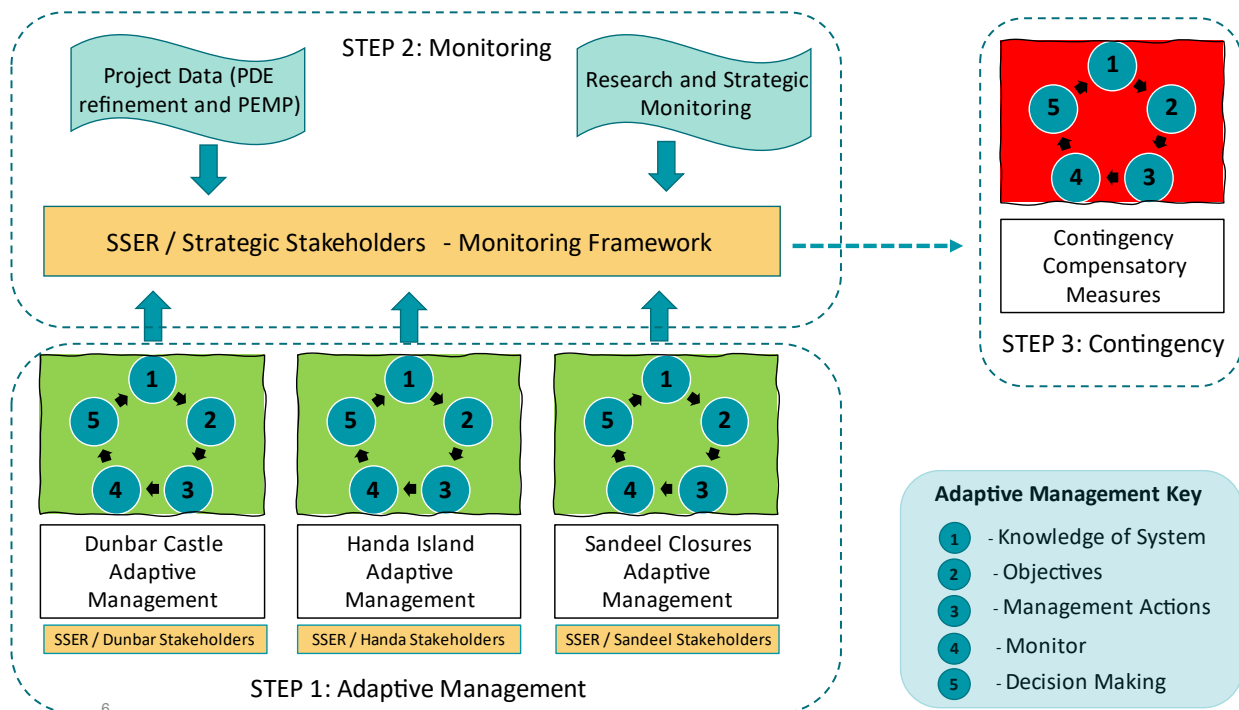 STEP 2: Monitoring
Project Data (PDE
refinement and PEMP)
Research and Strategic
Monitoring
SSER / Strategic Stakeholders - Monitoring Framework
1
2
3
4
5
Contingency
Compensatory
Measures
STEP 3: Contingency
1
2
3
4
5
Dunbar Castle
Adaptive
Management
SSER / Dunbar Stakeholders
1
2
3
4
5
Handa Island
Adaptive
Management
SSER / Handa Stakeholders
1
2
3
4
5
Sandeel Closures
Adaptive
Management
SSER / Sandeel Stakeholders
STEP 1: Adaptive Management
6
Adaptive Management Key
1 - Knowledge of System
2 - Objectives
3 - Management Actions
4 - Monitor
5 - Decision Making